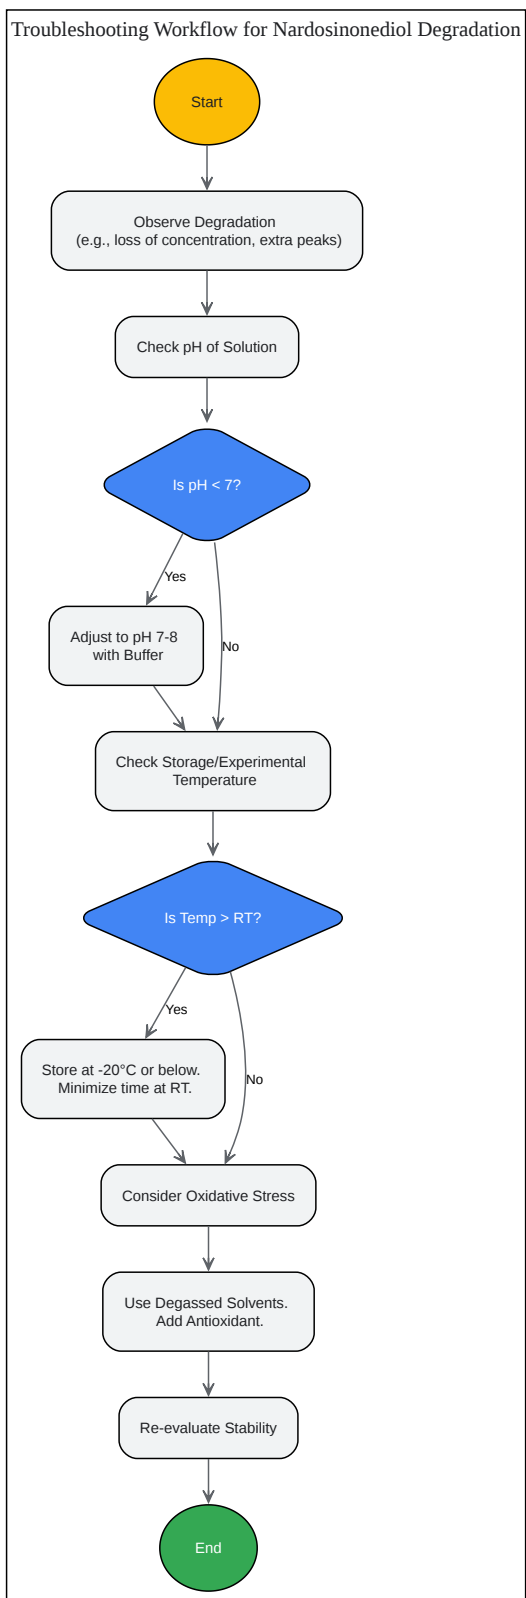 Troubleshooting Workflow for Nardosinonediol Degradation
Start
Observe Degradation
(e.g., loss of concentration, extra peaks)
Check pH of Solution
Is pH < 7?
Yes
Adjust to pH 7-8
with Buffer
No
Check Storage/Experimental
Temperature
Is Temp > RT?
Yes
Store at -20°C or below.
Minimize time at RT.
No
Consider Oxidative Stress
Use Degassed Solvents.
Add Antioxidant.
Re-evaluate Stability
End